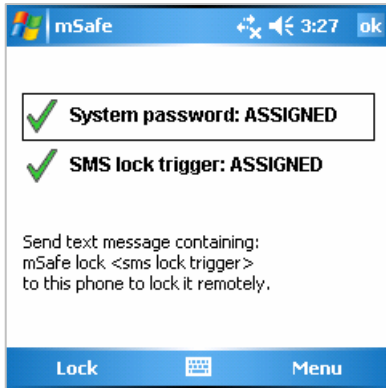 mSafe 3:27 ok
System password: ASSIGNED
SMS lock trigger: ASSIGNED
Send text message containing:
mSafe lock <sms lock trigger>
to this phone to lock it remotely.
Lock Menu